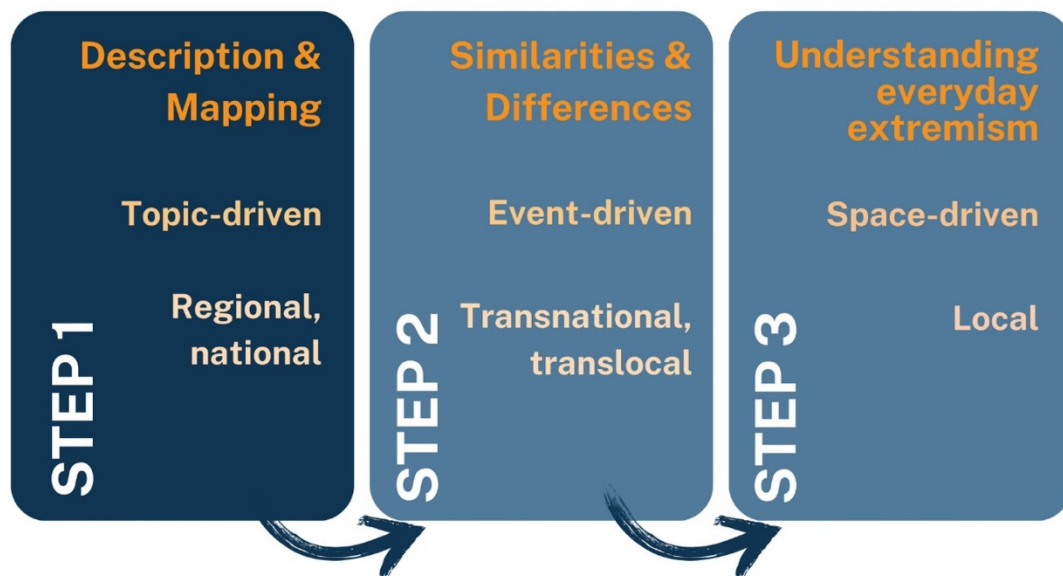 Description &
Mapping
Topic-driven
Regional,
national
STEP 1
Similarities &
Differences
Event-driven
Transnational,
translocal
STEP 2
Understanding
everyday
extremism
Space-driven
Local
STEP 3